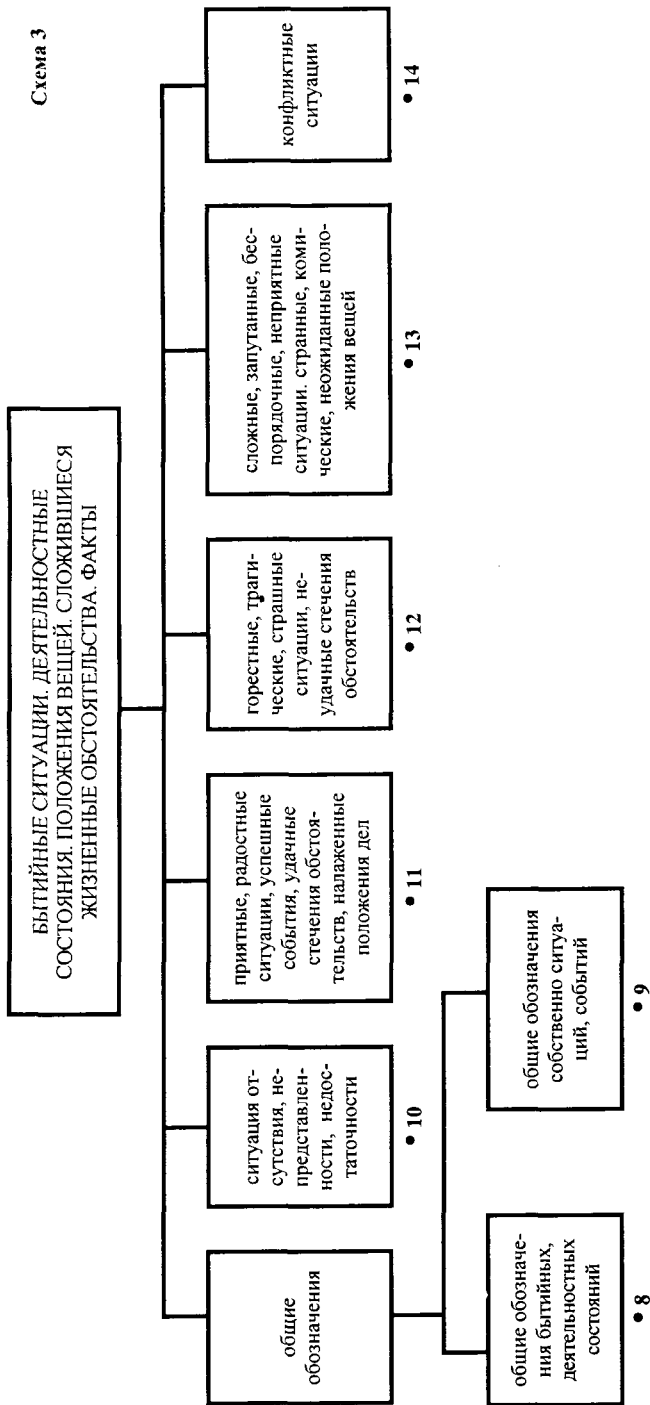 Схема 3
БЫТИЙНЫЕ СИТУАЦИИ. ДЕЯТЕЛЬНОСТНЫЕ
СОСТОЯНИЯ. ПОЛОЖЕНИЯ ВЕЩЕЙ. СЛОЖИВШИЕСЯ
ЖИЗНЕННЫЕ ОБСТОЯТЕЛЬСТВА. ФАКТЫ
общие
обозначения
ситуация от-
сутствия, не-
представлен-
ности, недос-
таточности
• 10
приятные, радостные
ситуации, успешные
события, удачные
стечения обстоя-
тельств, налаженные
положения дел
• 11
горестные, траги-
ческие, страшные
ситуации, не-
удачные стечения
обстоятельств
• 12
сложные, запутанные, бес-
порядочные, неприятные
ситуации. странные, коми-
ческие, неожиданные поло-
жения вещей
• 13
конфликтные
ситуации
• 14
общие обозначе-
ния бытийных,
деятельностных
состояний
• 8
общие обозначения
собственно ситуа-
ций, событий
• 9